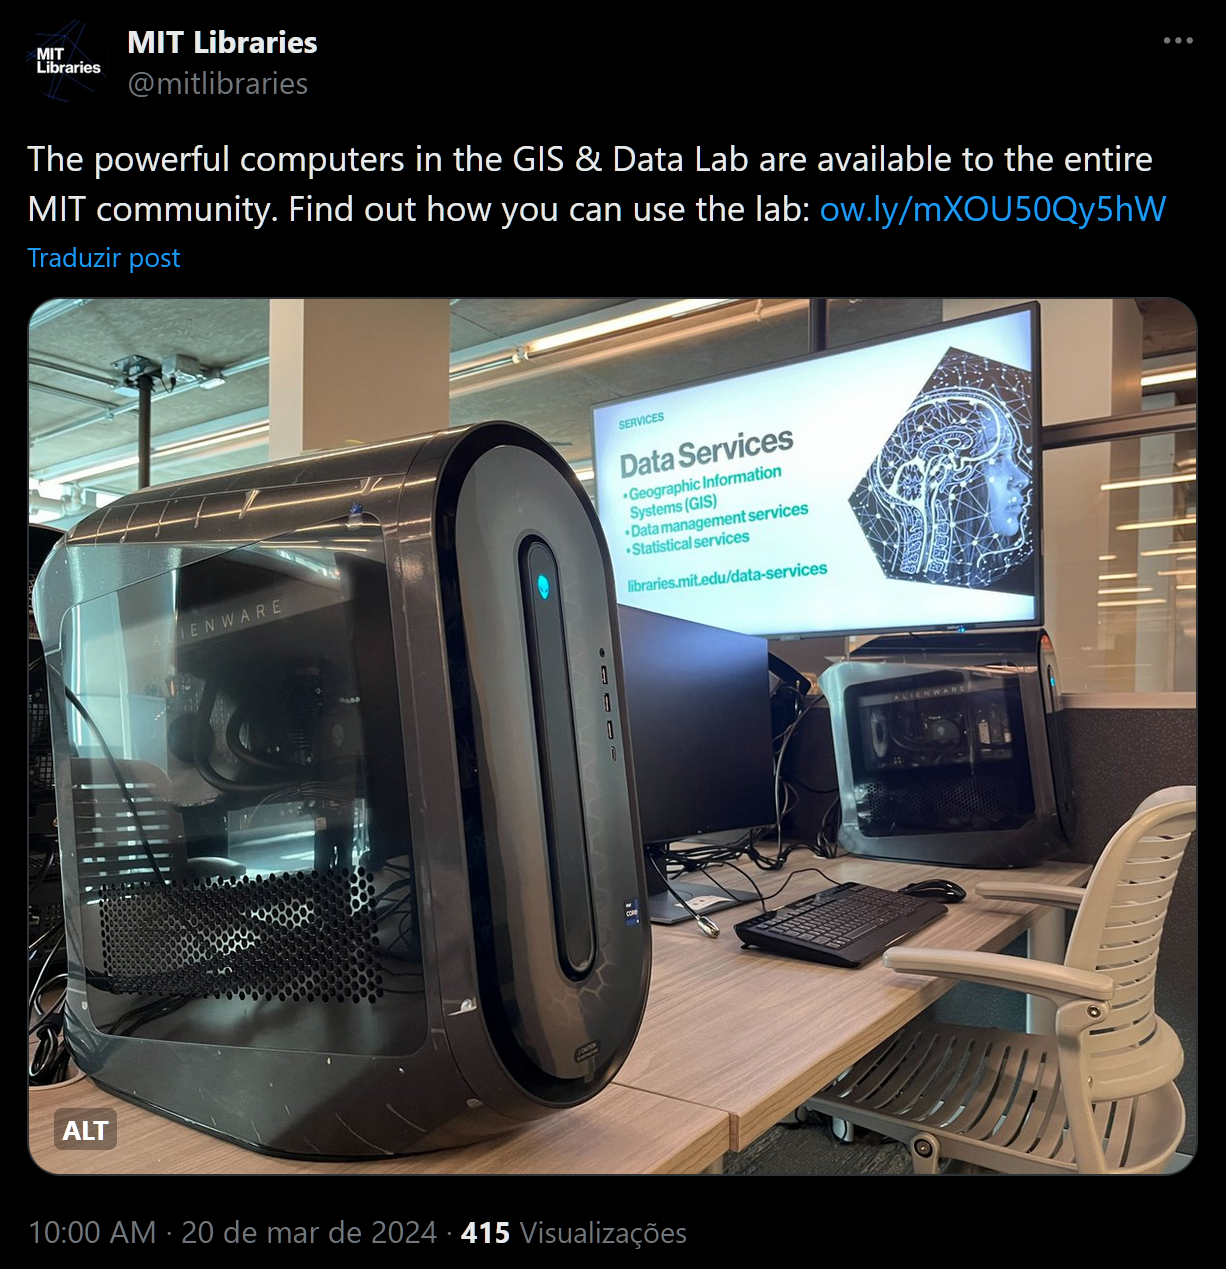 MIT
Libraries
MIT Libraries
@mitlibraries
The powerful computers in the GIS & Data Lab are available to the entire
MIT community. Find out how you can use the lab: ow.ly/mXOU50Qy5hW
Traduzir post
SERVICES
Data Services
• Geographic Information
Systems (GIS)
• Data management services
• Statistical services
libraries.mit.edu/data-services
ALIENWARE
ALIENWARE
CORE
ALT
10:00 AM · 20 de mar de 2024 · 415 Visualizações